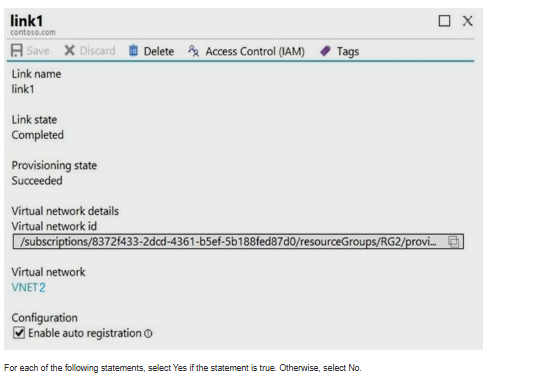 link1
contoso.com
Save Discard Delete Access Control (IAM) Tags
Link name
link1
Link state
Completed
Provisioning state
Succeeded
Virtual network details
Virtual network id
/subscriptions/8372f433-2dcd-4361-b5ef-5b188fed87d0/resourceGroups/RG2/provi...
Virtual network
VNET2
Configuration
Enable auto registration
For each of the following statements, select Yes if the statement is true. Otherwise, select No.